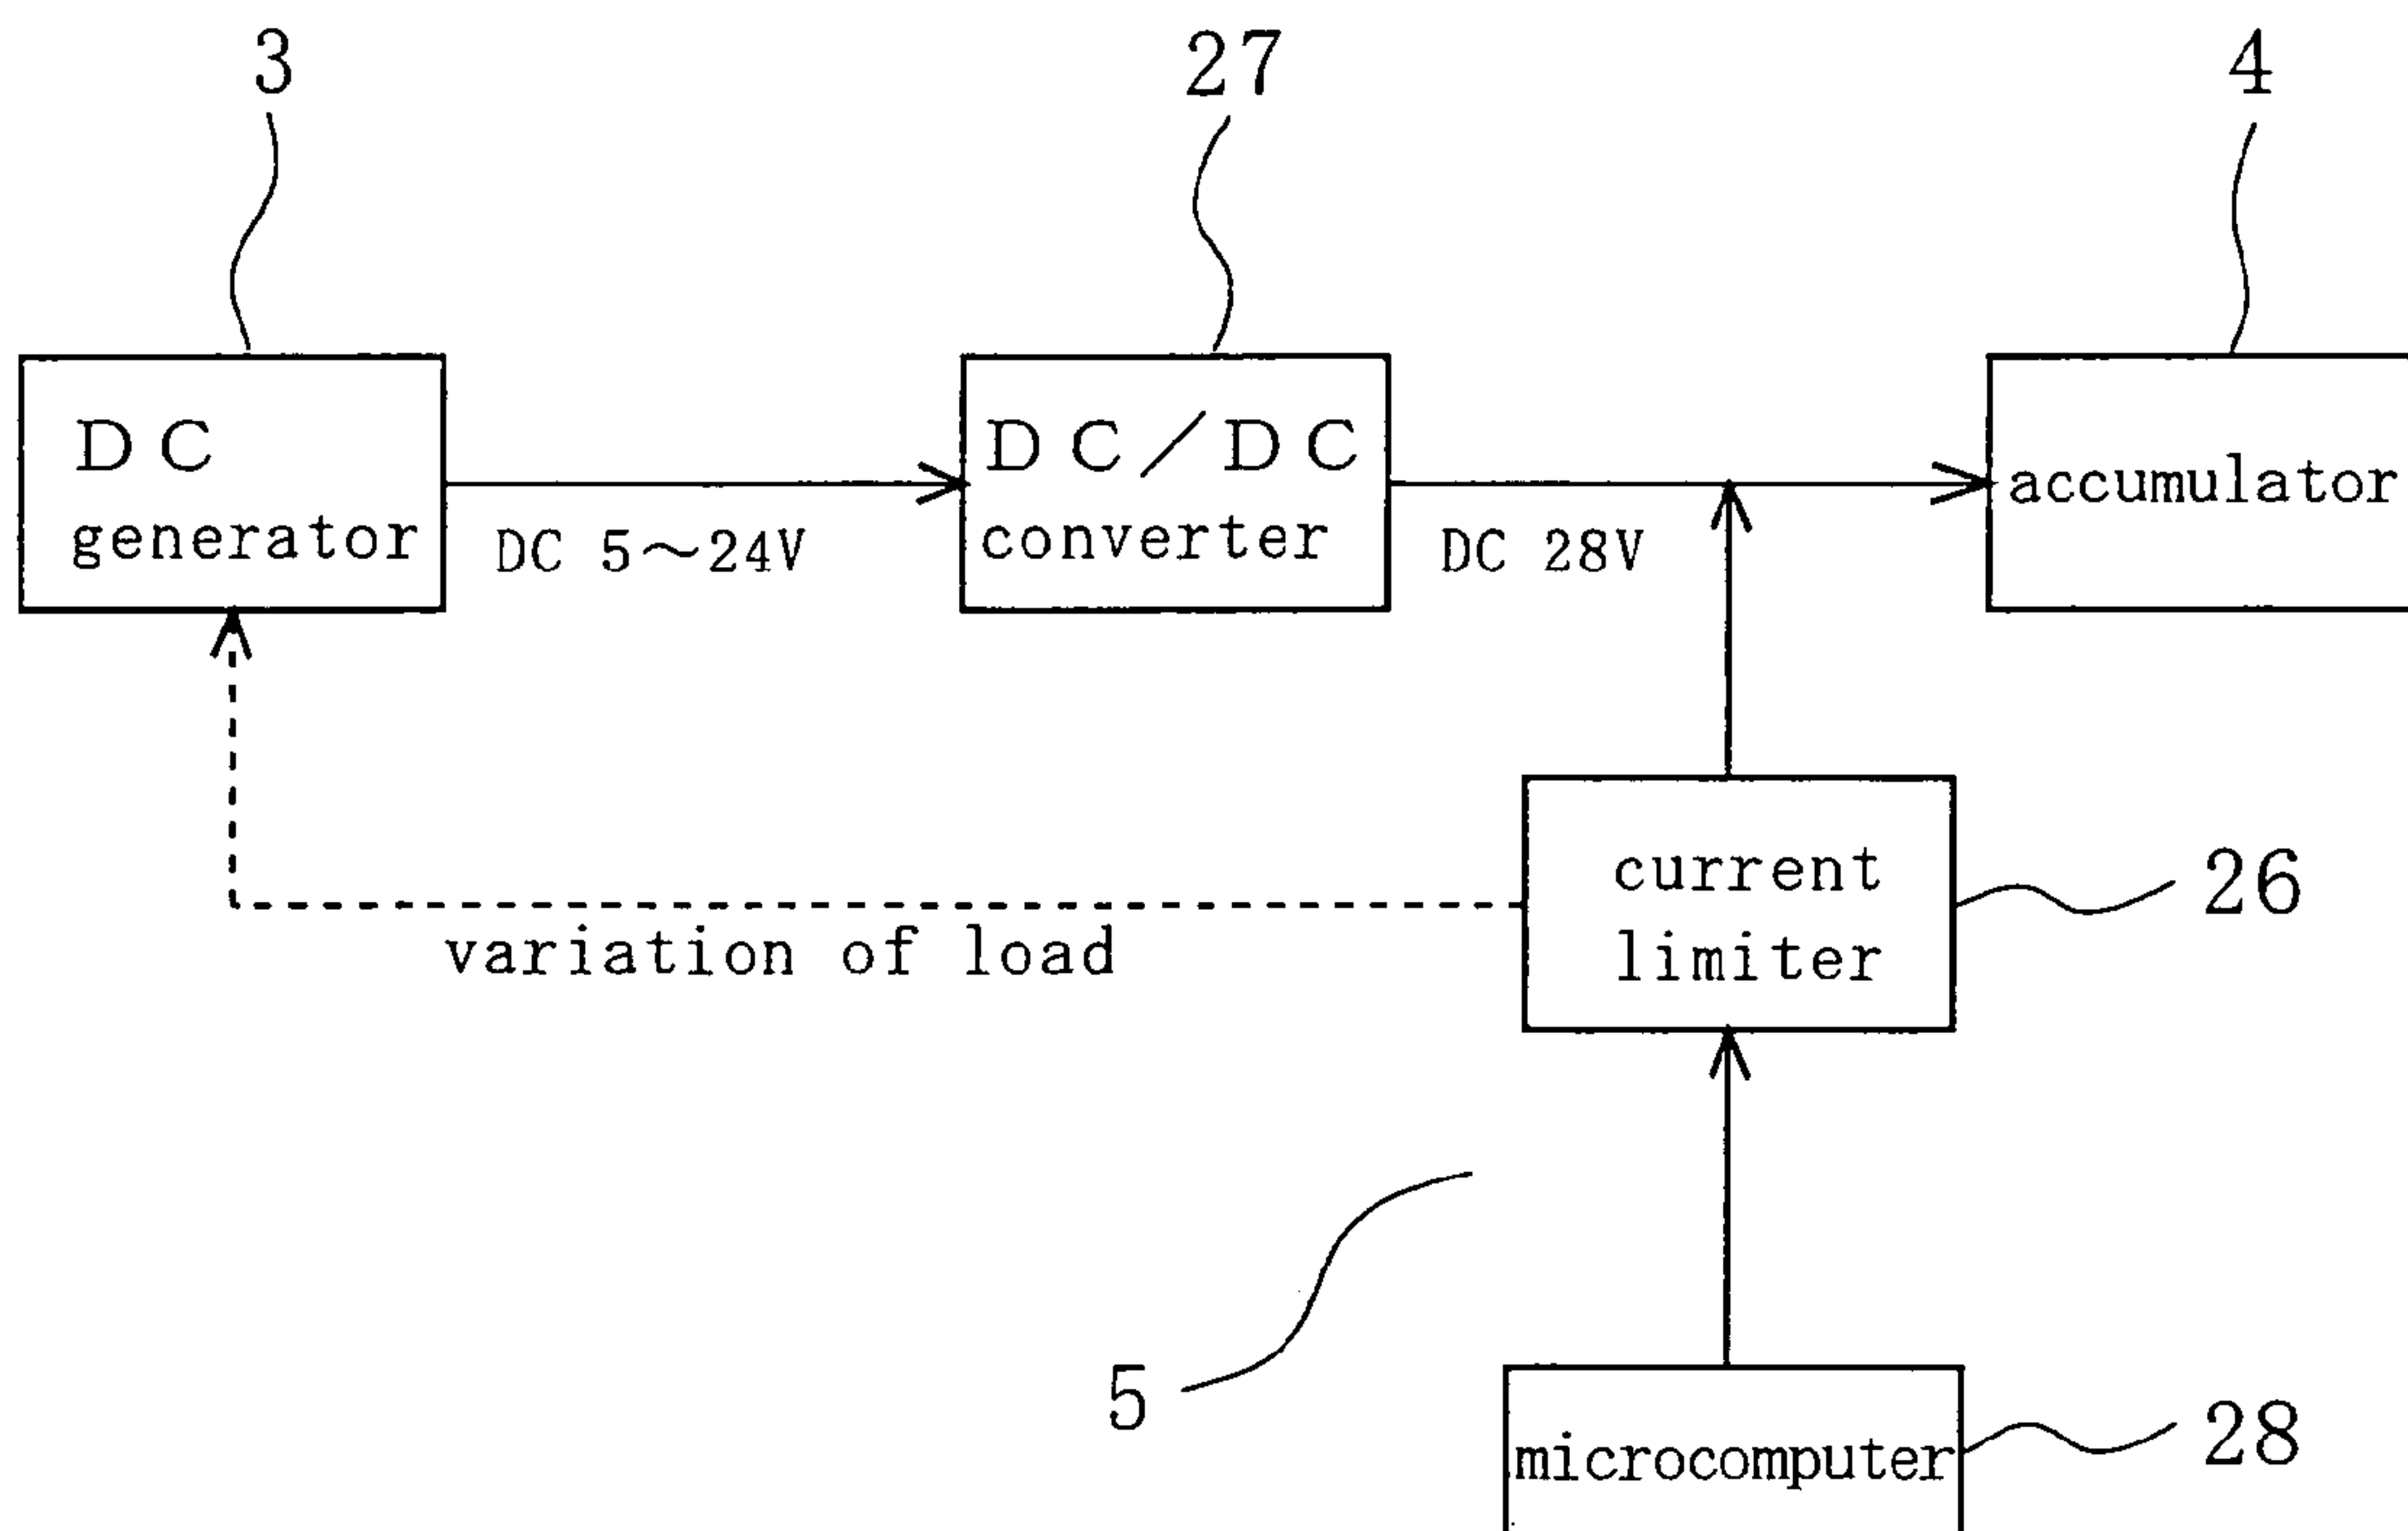 3
27
4
DC
generator
DC 5～24V
DC／DC
converter
DC 28V
accumulator
current
limiter
26
variation of load
5
microcomputer
28